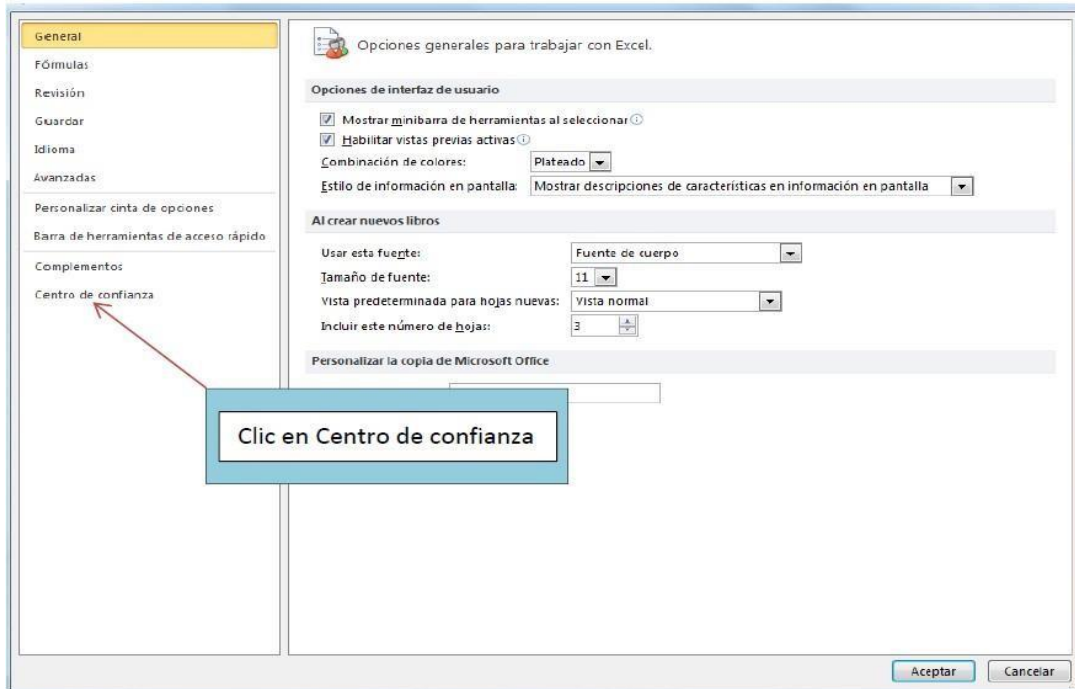 General
Fórmulas
Revisión
Guardar
Idioma
Avanzadas
Personalizar cinta de opciones
Barra de herramientas de acceso rápido
Complementos
Centro de confianza
Opciones generales para trabajar con Excel.
Opciones de interfaz de usuario
Mostrar minibarra de herramientas al seleccionar
Habilitar vistas previas activas
Combinación de colores: Plateado
Estilo de información en pantalla: Mostrar descripciones de características en información en pantalla
Al crear nuevos libros
Usar esta fuente: Fuente de cuerpo
Tamaño de fuente: 11
Vista predeterminada para hojas nuevas: Vista normal
Incluir este número de hojas: 3
Personalizar la copia de Microsoft Office
Clic en Centro de confianza
Aceptar Cancelar